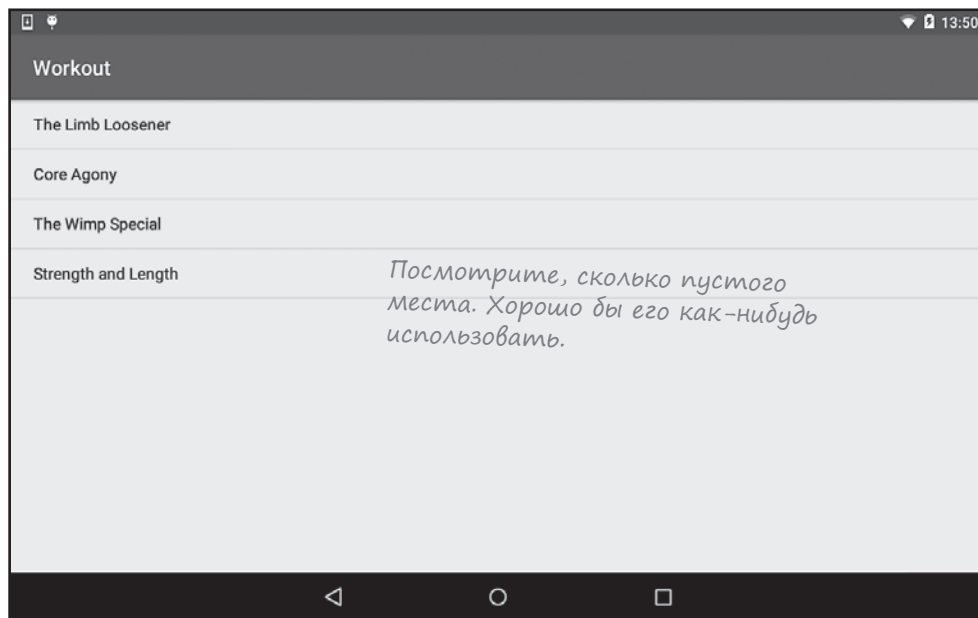 13:50
Workout
The Limb Loosener
Core Agony
The Wimp Special
Strength and Length
Посмотрите, сколько пустого
места. Хорошо бы его как-нибудь
использовать.